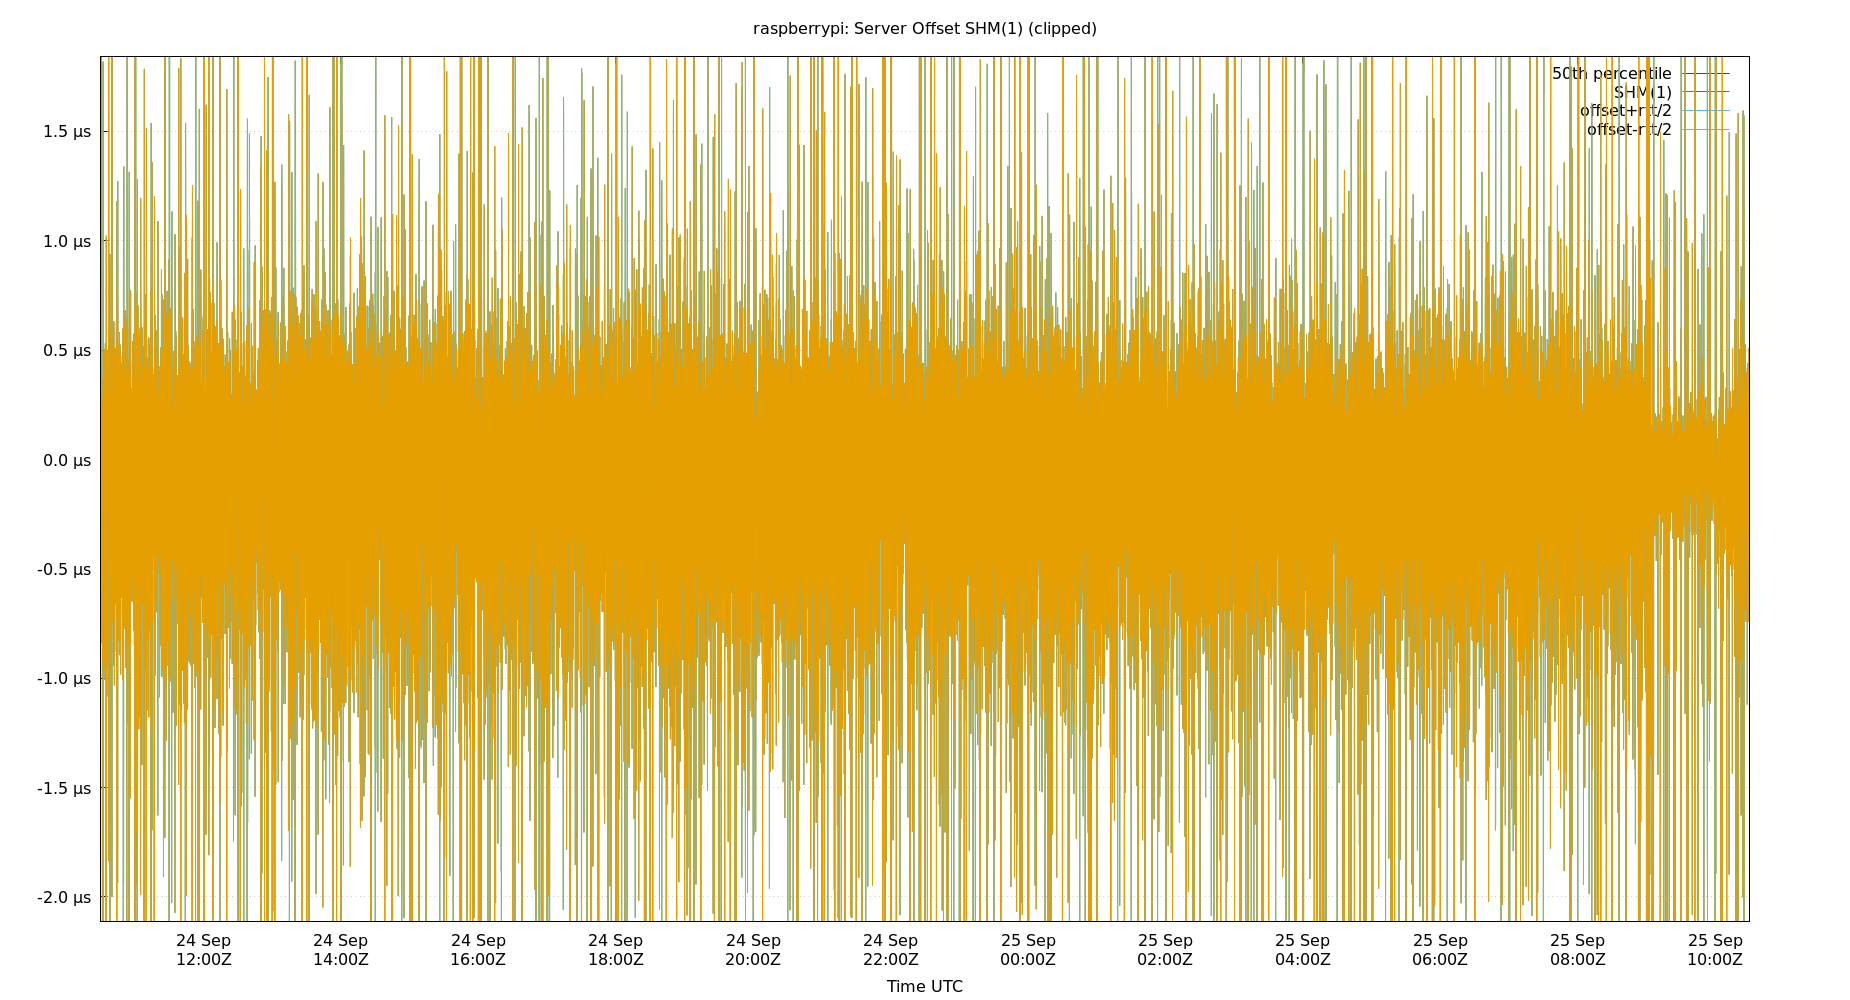 raspberrypi: Server Offset SHM(1) (clipped)
50th percentile
SHM(1)
offset+rtt/2
offset-rtt/2
1.5 µs
1.0 µs
0.5 µs
0.0 µs
-0.5 µs
-1.0 µs
-1.5 µs
-2.0 µs
24 Sep 24 Sep 24 Sep 24 Sep 24 Sep 24 Sep 25 Sep 25 Sep 25 Sep 25 Sep 25 Sep 25 Sep
12:00Z 14:00Z 16:00Z 18:00Z 20:00Z 22:00Z 00:00Z 02:00Z 04:00Z 06:00Z 08:00Z 10:00Z
Time UTC